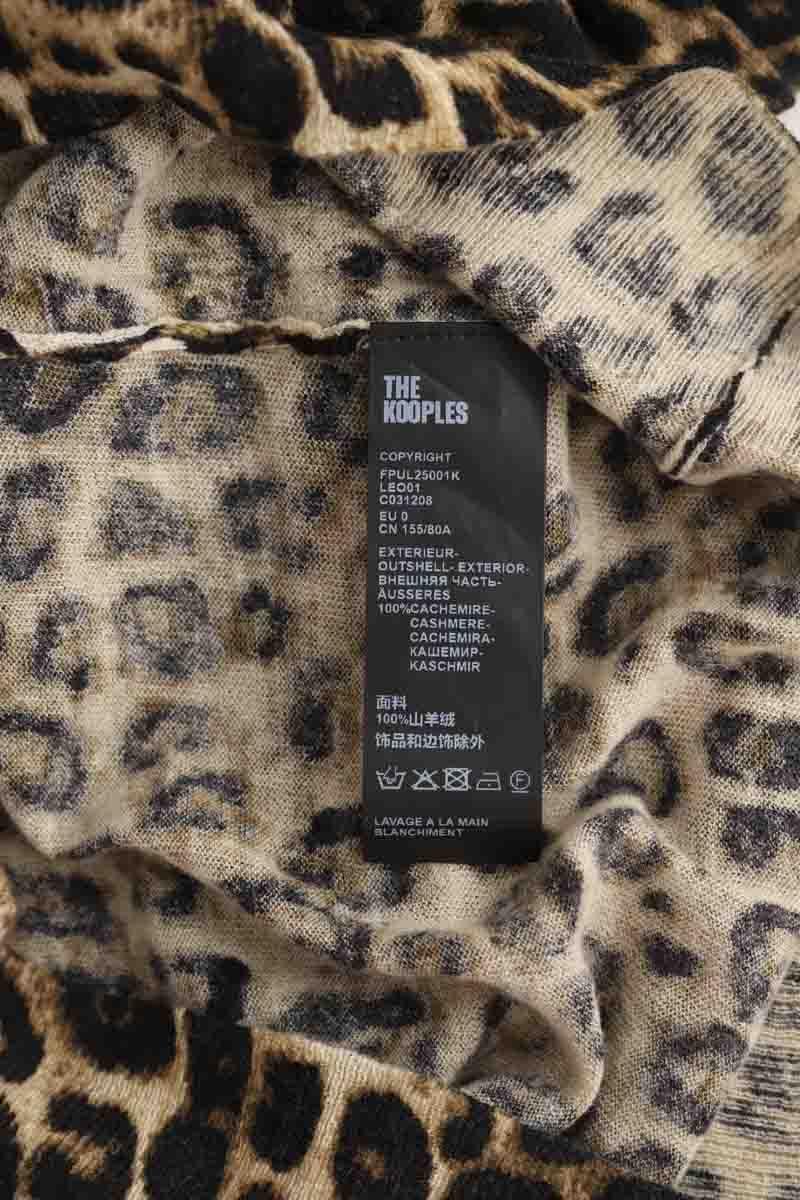 THE
KOOPLES
COPYRIGHT
FPUL25001K
LEO01
C031208
EU 0
CN 155/80A
EXTERIEUR-
OUTSHELL- EXTERIOR-
ВНЕШНЯЯ ЧАСТЬ-
ÄUSSERES
100%CACHEMIRE-
CASHMERE-
CACHEMIRA-
КАШЕМИР-
KASCHMIR
面料
100%山羊绒
饰品和边饰除外
F
LAVAGE A LA MAIN
BLANCHIMENT